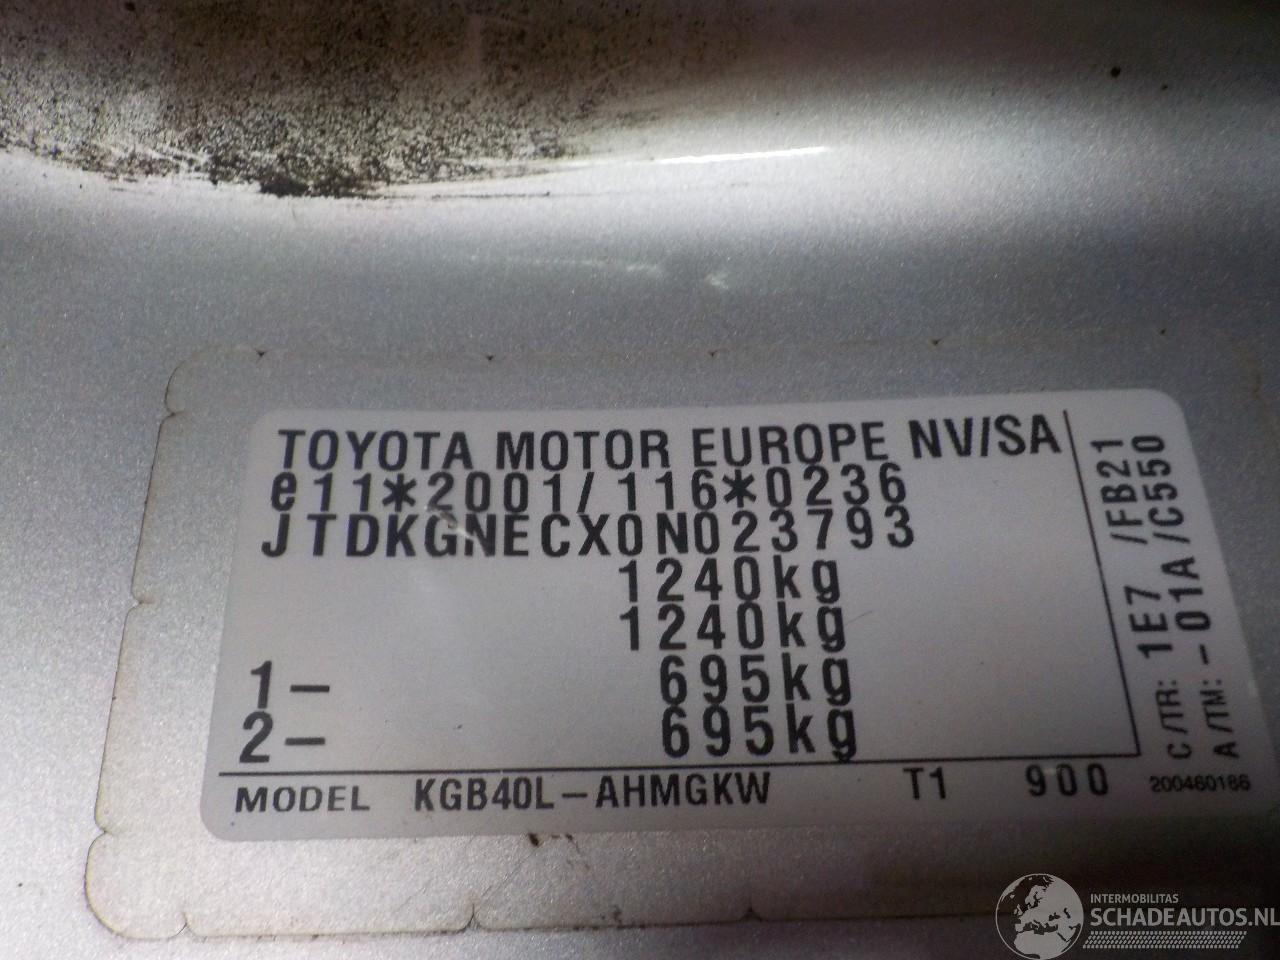 TOYOTA MOTOR EUROPE NV/SA
e11*2001/116*0236
JTDKGNECX0N023793
1240kg
1240kg
1- 695kg
2- 695kg
MODEL KGB40L-AHMGKW T1 900
C/TR: 1E7 /FB21
A/TM: -01A/C550
200460186
INTERMOBILITAS
SCHADEAUTOS.NL